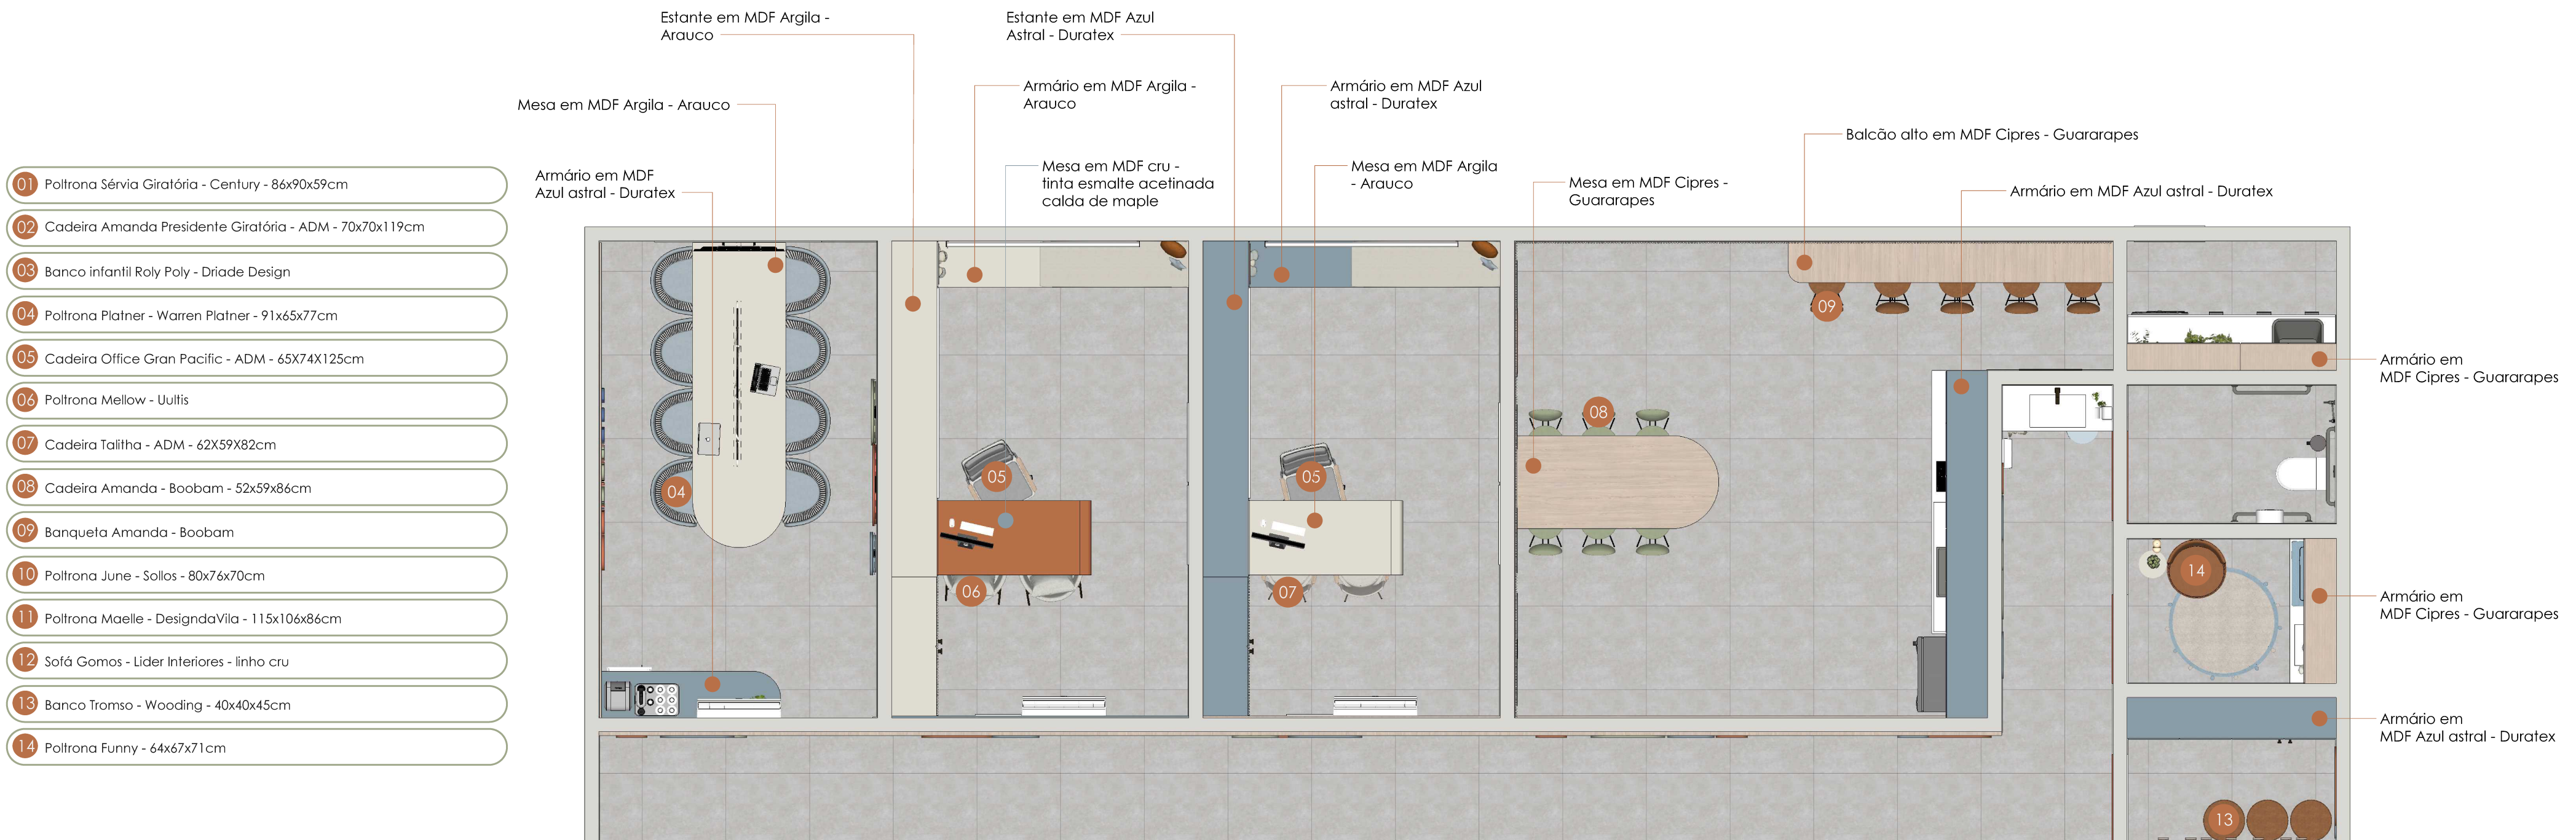 Estante em MDF Argila -
Arauco
Estante em MDF Azul
Astral - Duratex
Armário em MDF Argila -
Arauco
Armário em MDF Azul
astral - Duratex
Mesa em MDF Argila - Arauco
Balcão alto em MDF Cipres - Guararapes
Armário em MDF
Azul astral - Duratex
Mesa em MDF cru -
tinta esmalte acetinada
calda de maple
Mesa em MDF Argila
- Arauco
Mesa em MDF Cipres -
Guararapes
Armário em MDF Azul astral - Duratex
01 Poltrona Sérvia Giratória - Century - 86x90x59cm
02 Cadeira Amanda Presidente Giratória - ADM - 70x70x119cm
03 Banco infantil Roly Poly - Driade Design
04 Poltrona Platner - Warren Platner - 91x65x77cm
05 Cadeira Office Gran Pacific - ADM - 65X74X125cm
06 Poltrona Mellow - Uultis
07 Cadeira Talitha - ADM - 62X59X82cm
08 Cadeira Amanda - Boobam - 52x59x86cm
09 Banqueta Amanda - Boobam
10 Poltrona June - Sollos - 80x76x70cm
11 Poltrona Maelle - DesigndaVila - 115x106x86cm
12 Sofá Gomos - Lider Interiores - linho cru
13 Banco Tromso - Wooding - 40x40x45cm
14 Poltrona Funny - 64x67x71cm
09
08
04
05
05
06
07
14
13
Armário em
MDF Cipres - Guararapes
Armário em
MDF Cipres - Guararapes
Armário em
MDF Azul astral - Duratex